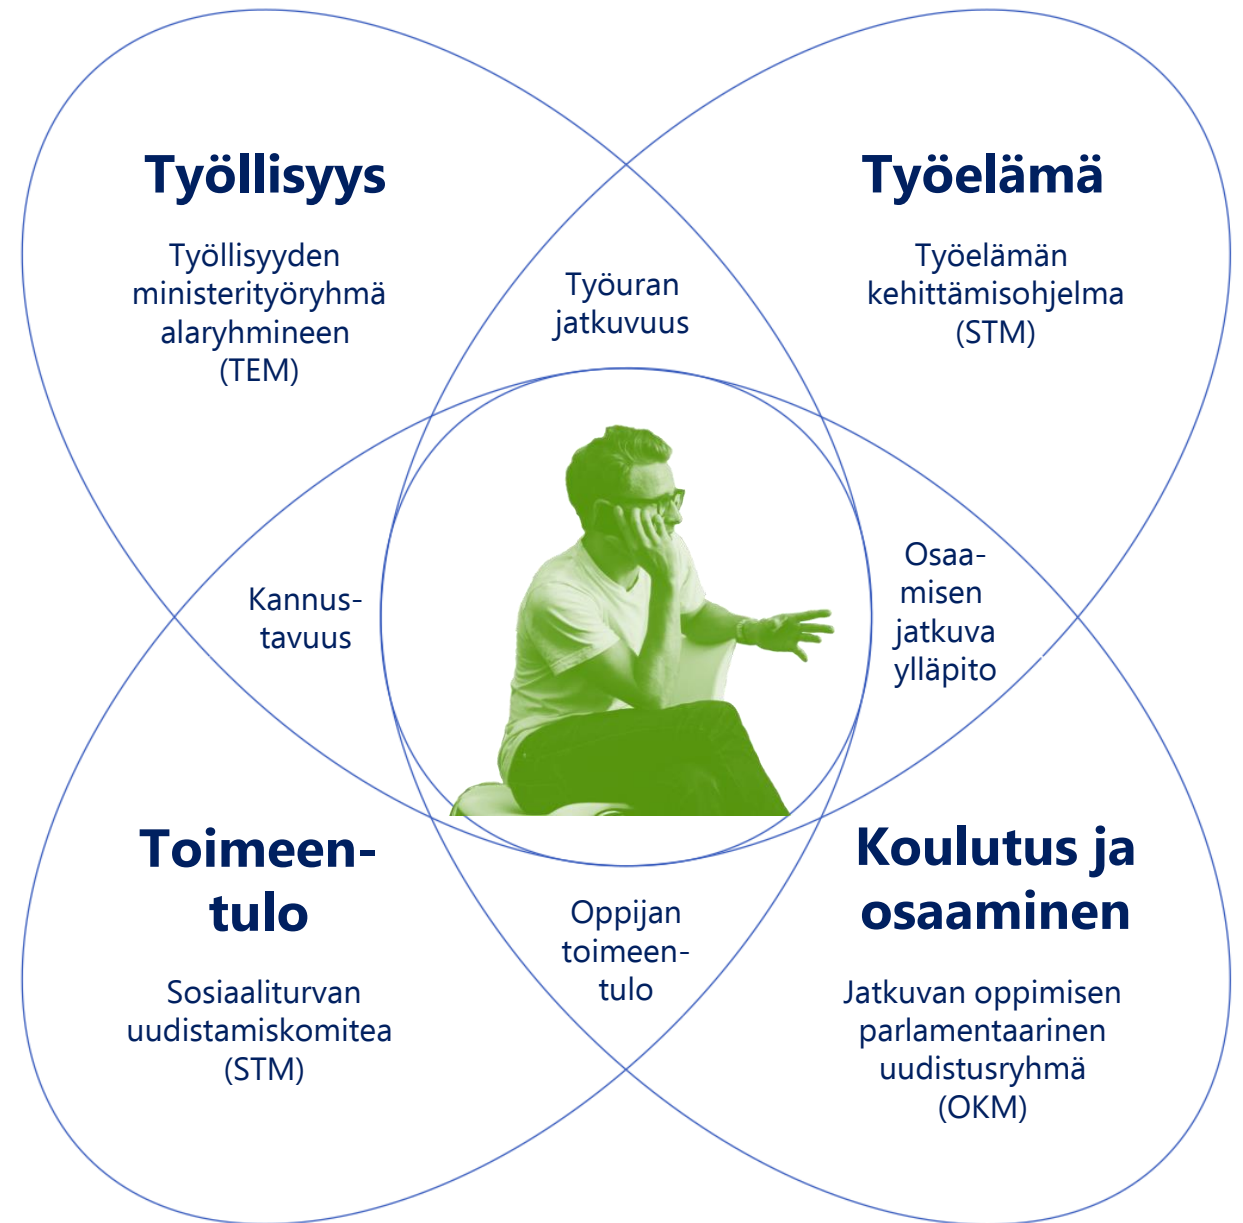 Työllisyys
Työllisyyden
ministerityöryhmä
alaryhmineen
(TEM)
Työelämä
Työelämän
kehittämisohjelma
(STM)
Työuran
jatkuvuus
Kannus-
tavuus
Osaa-
misen
jatkuva
ylläpito
Toimeen-
tulo
Sosiaaliturvan
uudistamiskomitea
(STM)
Oppijan
toimeen-
tulo
Koulutus ja
osaaminen
Jatkuvan oppimisen
parlamentaarinen
uudistusryhmä
(OKM)